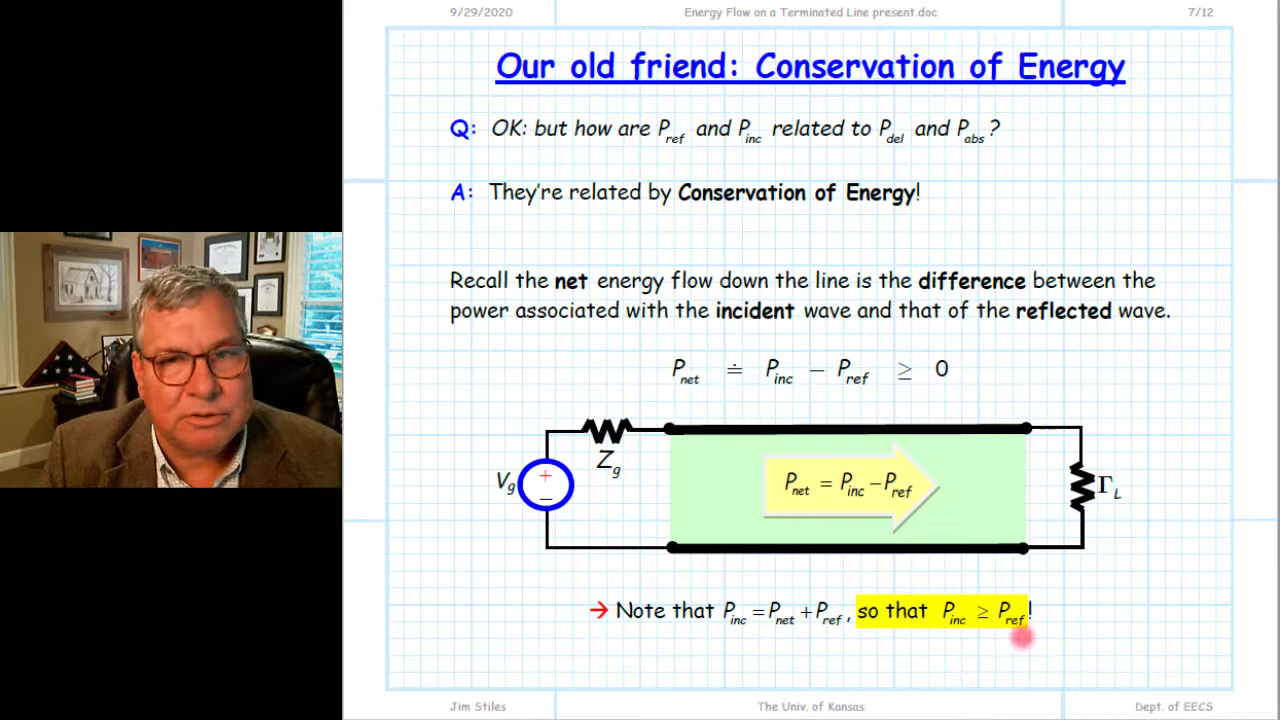 9/29/2020 Energy Flow on a Terminated Line present.doc 7/12
Our old friend: Conservation of Energy
Q: OK: but how are P_ref and P_inc related to P_del and P_abs ?
A: They're related by Conservation of Energy!
Recall the net energy flow down the line is the difference between the
power associated with the incident wave and that of the reflected wave.
P_net ≐ P_inc − P_ref ≥ 0
Z_g
V_g + −
P_net = P_inc − P_ref
Γ_L
→ Note that P_inc = P_net + P_ref , so that P_inc ≥ P_ref !
Jim Stiles The Univ. of Kansas Dept. of EECS